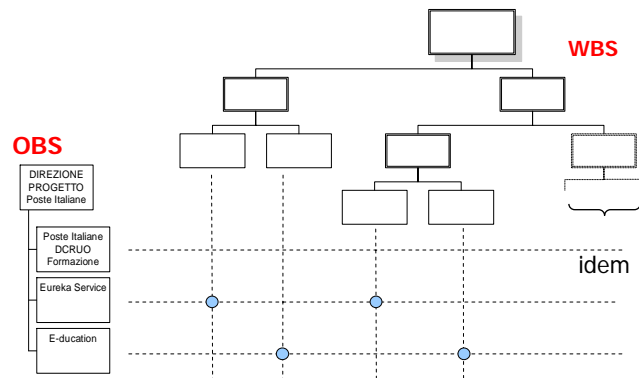 WBS
OBS
DIREZIONE
PROGETTO
Poste Italiane
Poste Italiane
DCRUO
Formazione
idem
Eureka Service
E-ducation